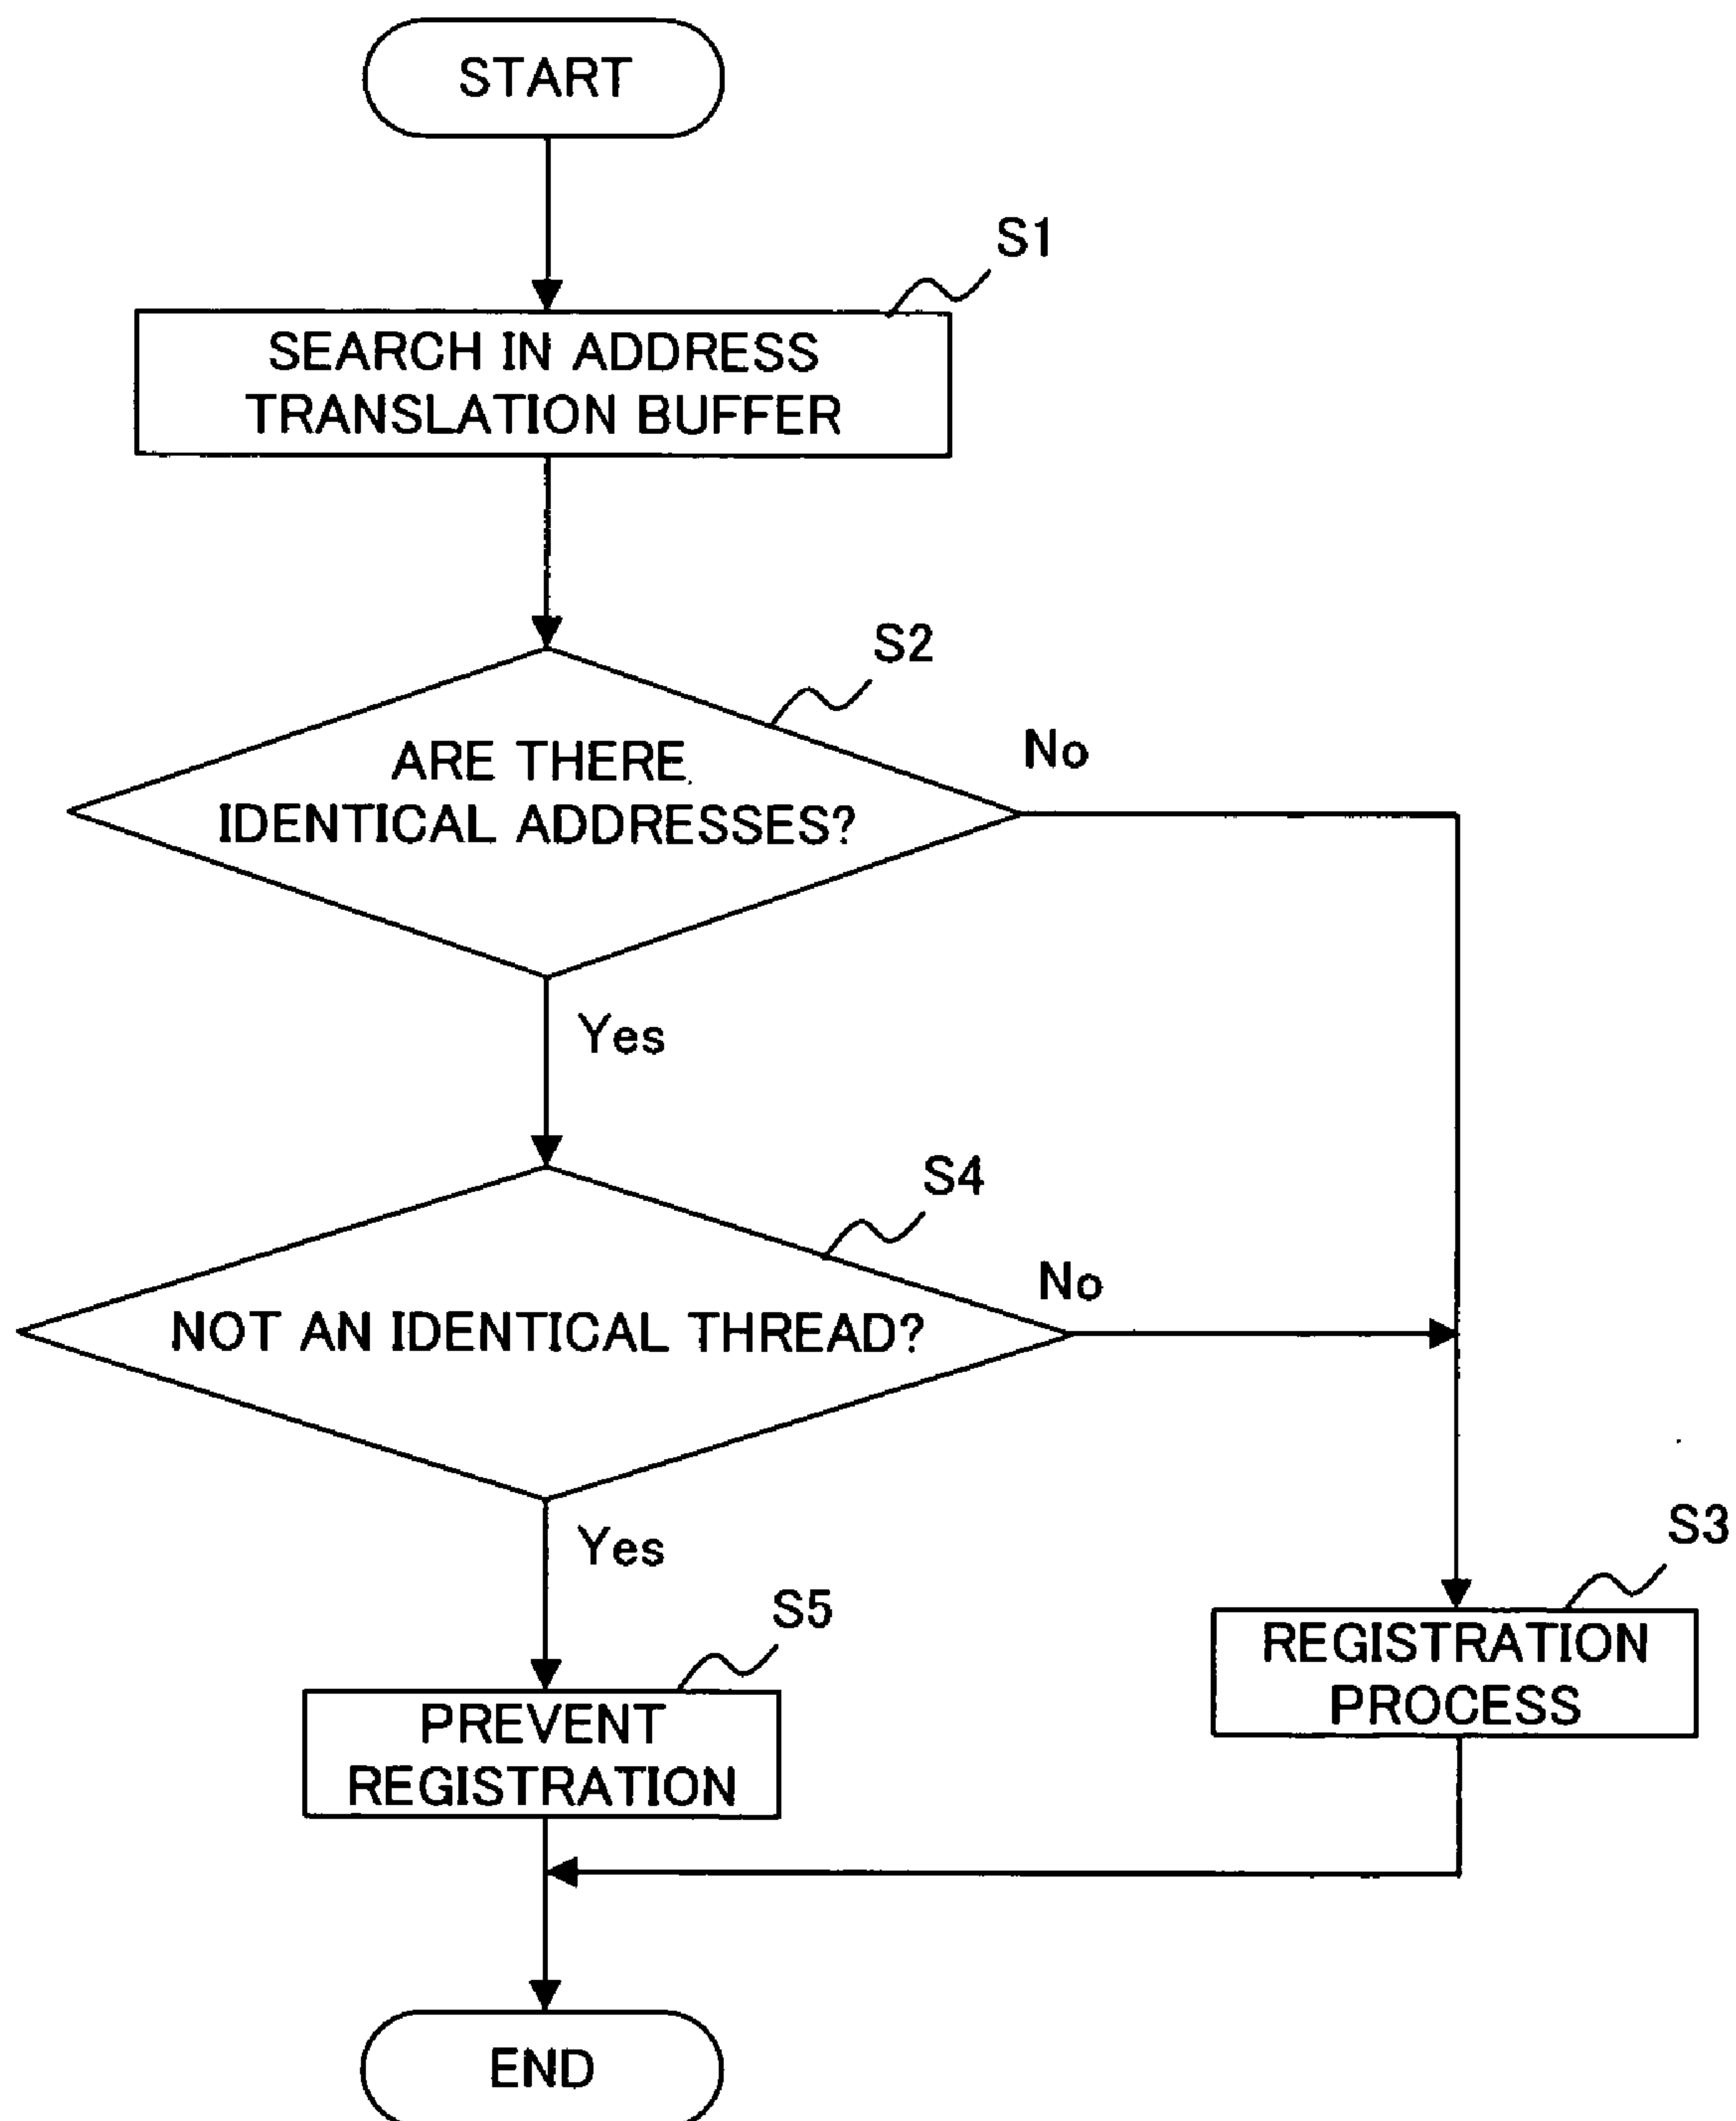 START
S1
SEARCH IN ADDRESS
TRANSLATION BUFFER
S2
ARE THERE
IDENTICAL ADDRESSES?
No
Yes
S4
NOT AN IDENTICAL THREAD?
No
Yes
S3
REGISTRATION
PROCESS
S5
PREVENT
REGISTRATION
END